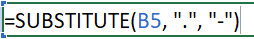 =SUBSTITUTE(B5, ".", "-")